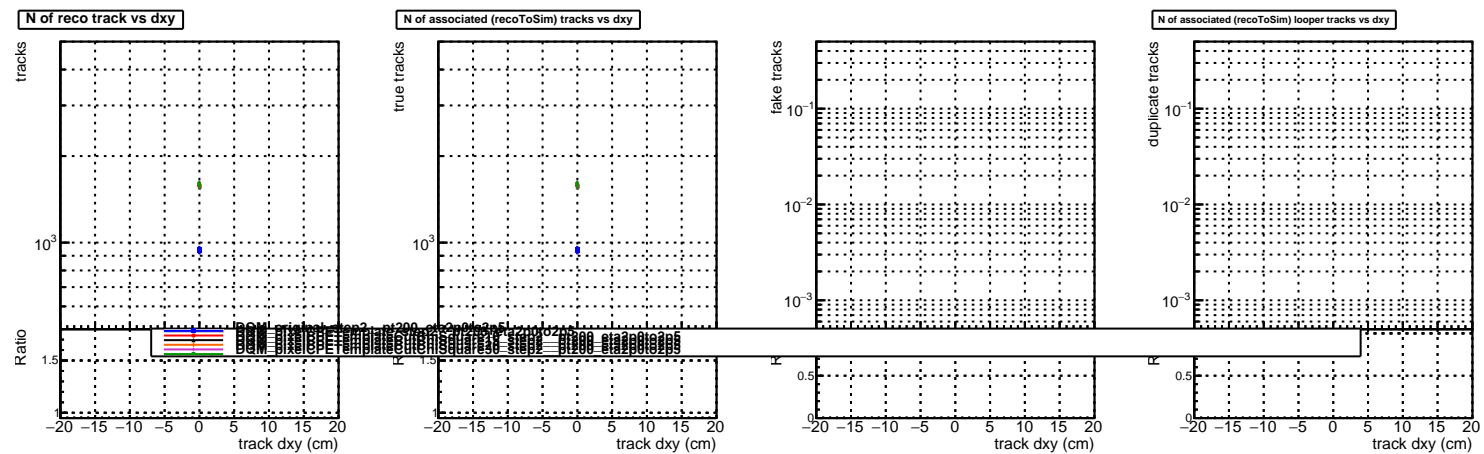 N of reco track vs dxy
N of associated (recoToSim) tracks vs dxy
N of associated (recoToSim) looper tracks vs dxy
tracks
10³
Ratio
1.5
1
−20 −15 −10 −5 0 5 10 15 20
track dxy (cm)
true tracks
10³
1.5
1
−20 −15 −10 −5 0 5 10 15 20
track dxy (cm)
fake tracks
10⁻¹
10⁻²
10⁻³
0.5
0
−20 −15 −10 −5 0 5 10 15 20
track dxy (cm)
duplicate tracks
10⁻¹
10⁻²
10⁻³
0.5
0
−20 −15 −10 −5 0 5 10 15 20
track dxy (cm)
DQM_original_step2__pt200_eta2p0to2p5